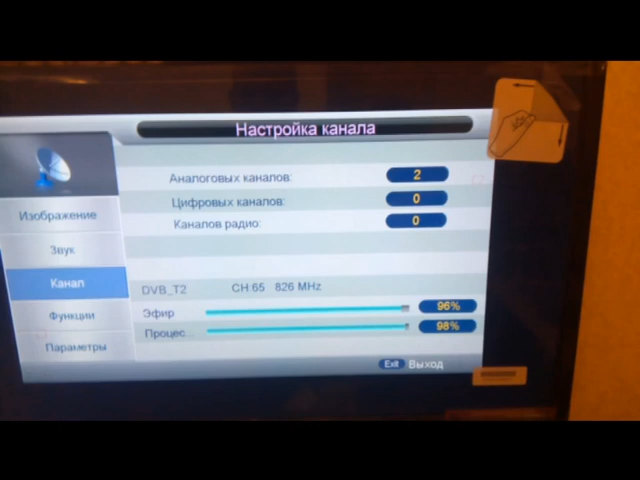 Настройка канала
Аналоговых каналов: 2
Цифровых каналов: 0
Каналов радио: 0
Изображение
Звук
Канал
Функции
Параметры
DVB_T2 CH:65 826 MHz
Эфир 96%
Процес... 98%
Exit Выход